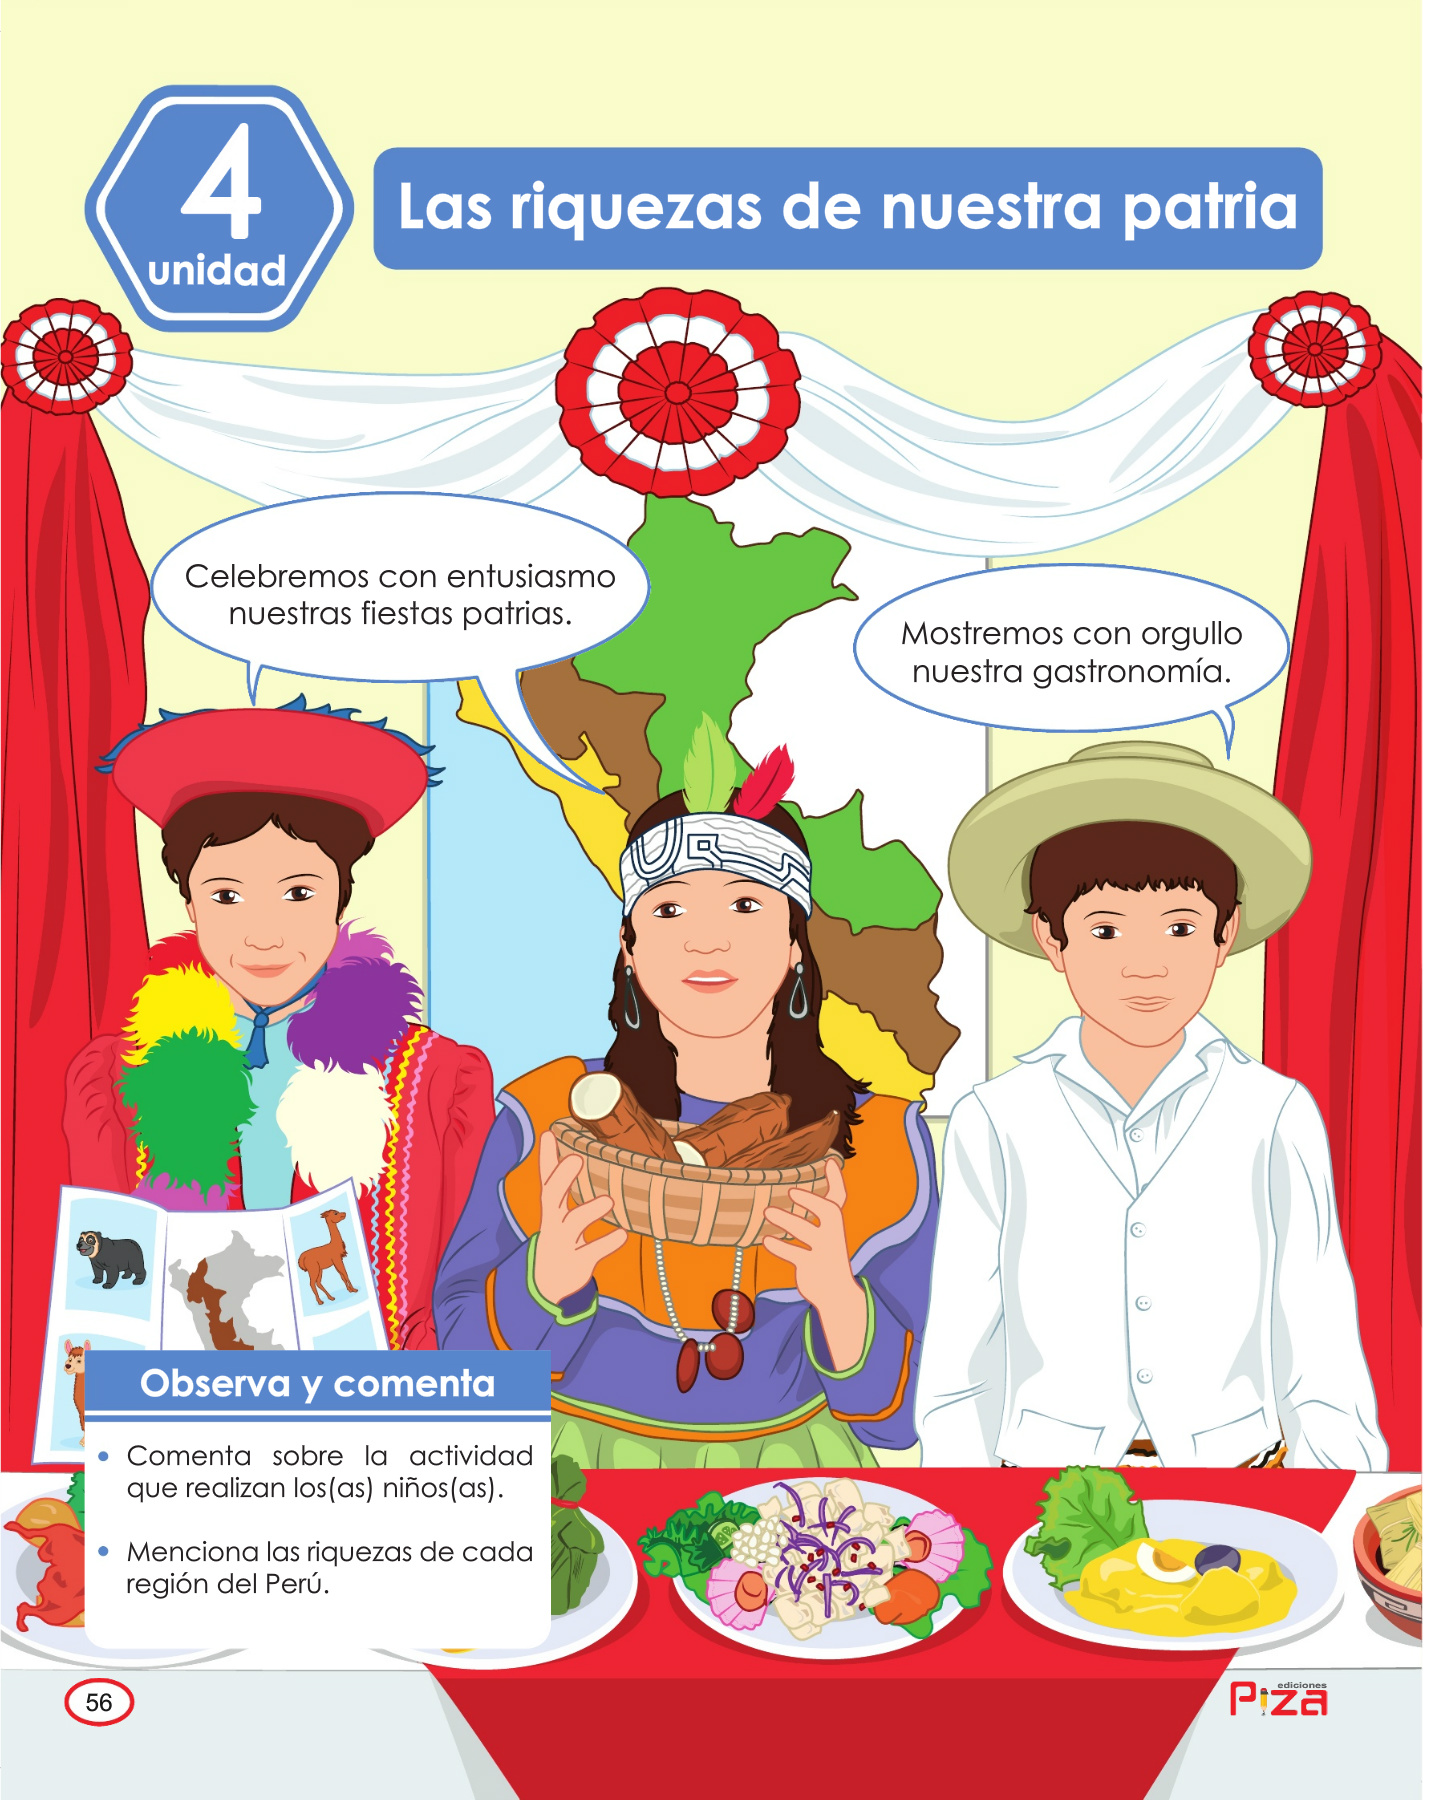 4
unidad
Las riquezas de nuestra patria
Celebremos con entusiasmo
nuestras fiestas patrias.
Mostremos con orgullo
nuestra gastronomía.
Observa y comenta
• Comenta sobre la actividad
que realizan los(as) niños(as).
• Menciona las riquezas de cada
región del Perú.
56
ediciones
Piza